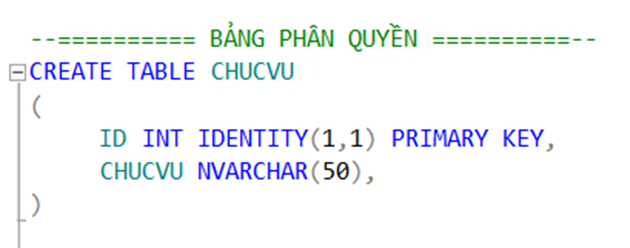 --========== BẢNG PHÂN QUYỀN ==========--
CREATE TABLE CHUCVU
(
ID INT IDENTITY(1,1) PRIMARY KEY,
CHUCVU NVARCHAR(50),
)